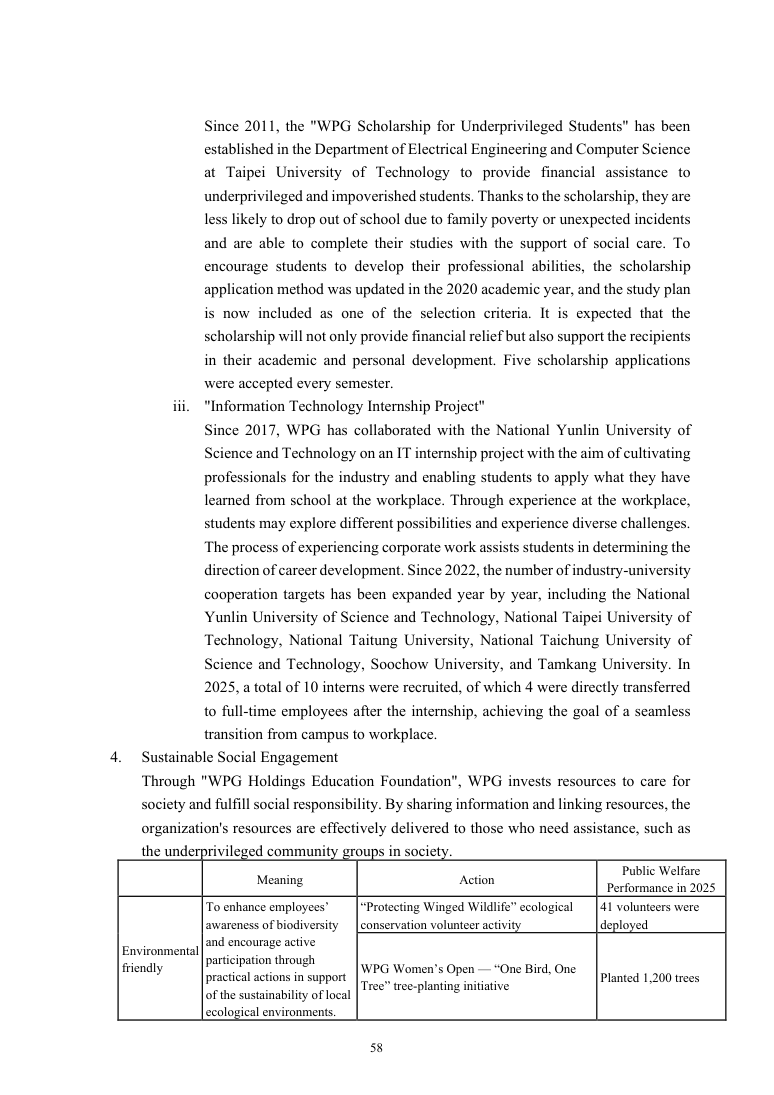 Since 2011, the "WPG Scholarship for Underprivileged Students" has been
established in the Department of Electrical Engineering and Computer Science
at Taipei University of Technology to provide financial assistance to
underprivileged and impoverished students. Thanks to the scholarship, they are
less likely to drop out of school due to family poverty or unexpected incidents
and are able to complete their studies with the support of social care. To
encourage students to develop their professional abilities, the scholarship
application method was updated in the 2020 academic year, and the study plan
is now included as one of the selection criteria. It is expected that the
scholarship will not only provide financial relief but also support the recipients
in their academic and personal development. Five scholarship applications
were accepted every semester.
iii. "Information Technology Internship Project"
Since 2017, WPG has collaborated with the National Yunlin University of
Science and Technology on an IT internship project with the aim of cultivating
professionals for the industry and enabling students to apply what they have
learned from school at the workplace. Through experience at the workplace,
students may explore different possibilities and experience diverse challenges.
The process of experiencing corporate work assists students in determining the
direction of career development. Since 2022, the number of industry-university
cooperation targets has been expanded year by year, including the National
Yunlin University of Science and Technology, National Taipei University of
Technology, National Taitung University, National Taichung University of
Science and Technology, Soochow University, and Tamkang University. In
2025, a total of 10 interns were recruited, of which 4 were directly transferred
to full-time employees after the internship, achieving the goal of a seamless
transition from campus to workplace.
4. Sustainable Social Engagement
Through "WPG Holdings Education Foundation", WPG invests resources to care for
society and fulfill social responsibility. By sharing information and linking resources, the
organization's resources are effectively delivered to those who need assistance, such as
the underprivileged community groups in society.
Meaning
Action
Public Welfare
Performance in 2025
Environmental
friendly
To enhance employees’
awareness of biodiversity
and encourage active
participation through
practical actions in support
of the sustainability of local
ecological environments.
“Protecting Winged Wildlife” ecological
conservation volunteer activity
41 volunteers were
deployed
WPG Women’s Open — “One Bird, One
Tree” tree-planting initiative
Planted 1,200 trees
58